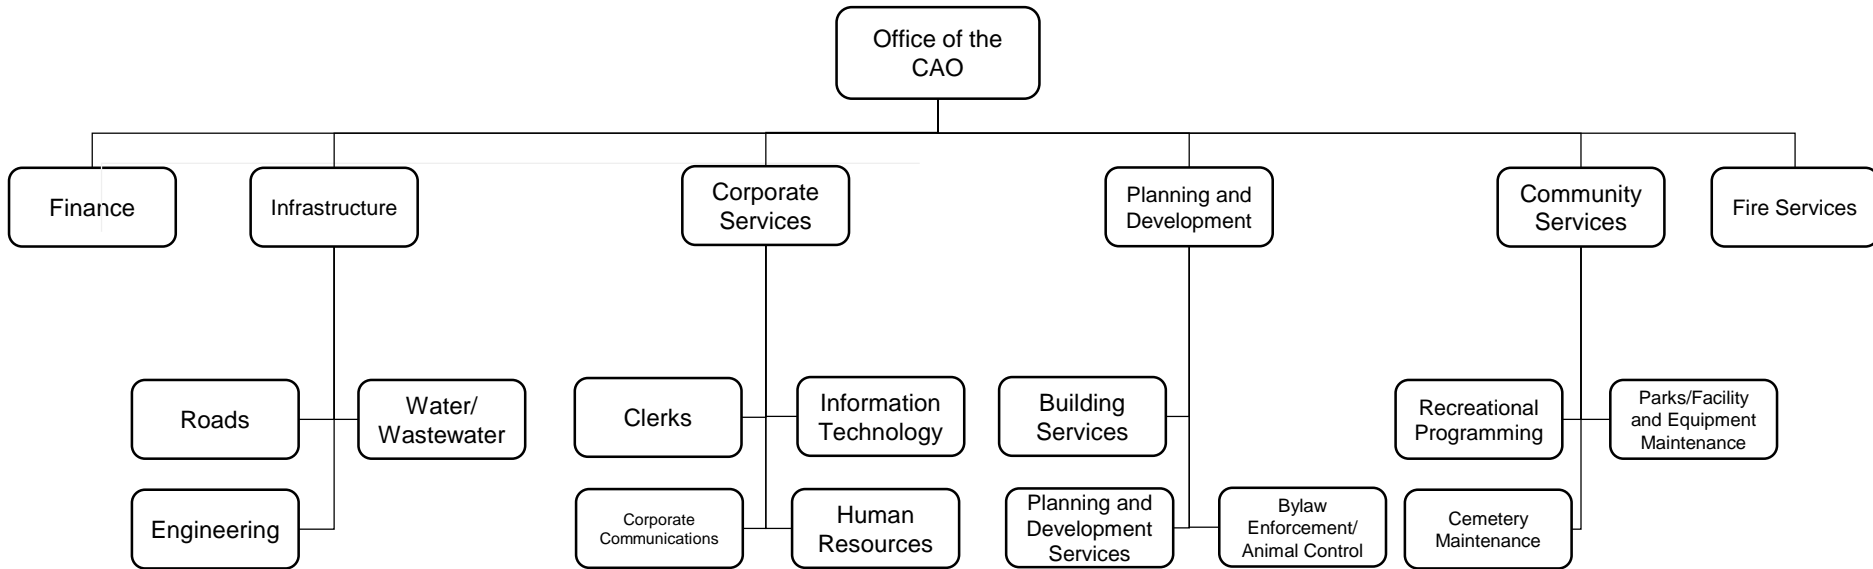 Office of the
CAO
Finance
Infrastructure
Corporate
Services
Planning and
Development
Community
Services
Fire Services
Roads
Water/
Wastewater
Clerks
Information
Technology
Building
Services
Recreational
Programming
Parks/Facility
and Equipment
Maintenance
Engineering
Corporate
Communications
Human
Resources
Planning and
Development
Services
Bylaw
Enforcement/
Animal Control
Cemetery
Maintenance